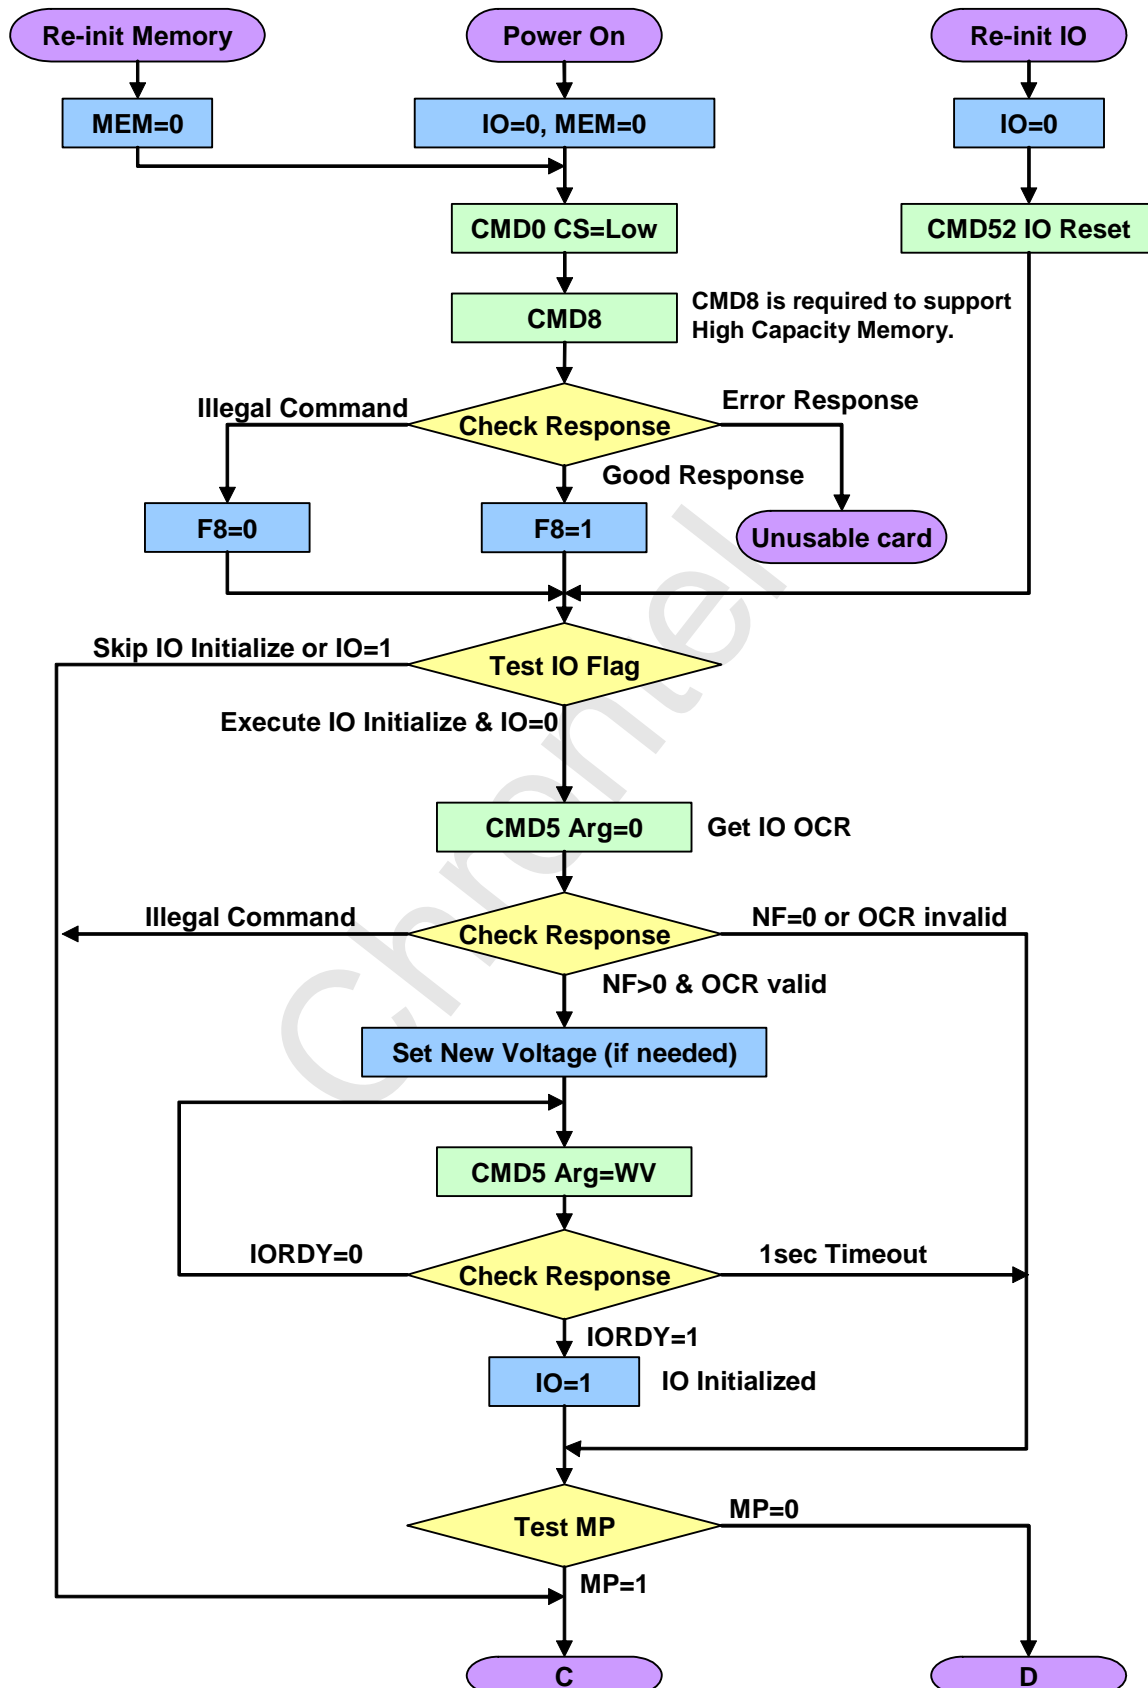 Re-init Memory
Power On
Re-init IO
MEM=0
IO=0, MEM=0
IO=0
CMD0 CS=Low
CMD52 IO Reset
CMD8
CMD8 is required to support
High Capacity Memory.
Illegal Command
Check Response
Error Response
Good Response
F8=0
F8=1
Unusable card
Skip IO Initialize or IO=1
Test IO Flag
Execute IO Initialize & IO=0
CMD5 Arg=0
Get IO OCR
Illegal Command
Check Response
NF=0 or OCR invalid
NF>0 & OCR valid
Set New Voltage (if needed)
CMD5 Arg=WV
IORDY=0
Check Response
1sec Timeout
IORDY=1
IO=1
IO Initialized
Test MP
MP=0
MP=1
C
D
Chrontel